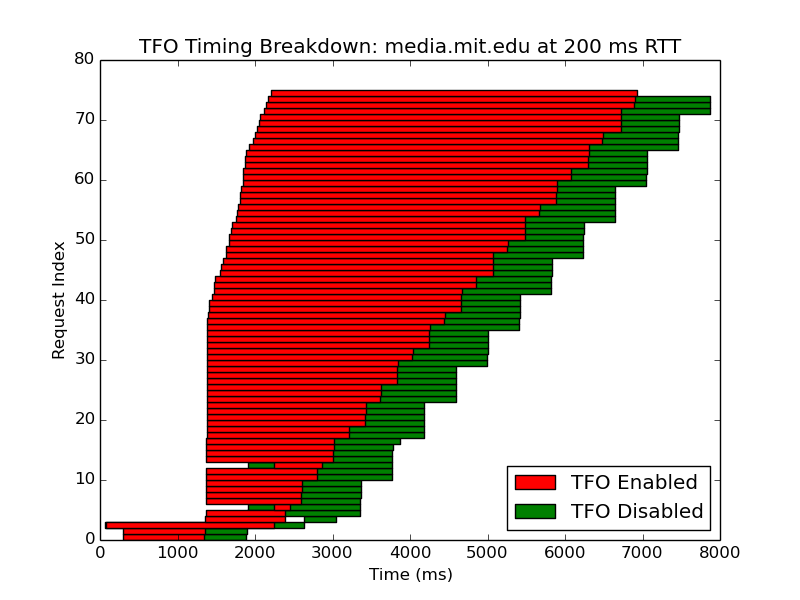 TFO Timing Breakdown: media.mit.edu at 200 ms RTT
80
70
60
50
40
30
20
10
0
Request Index
TFO Enabled
TFO Disabled
0 1000 2000 3000 4000 5000 6000 7000 8000
Time (ms)